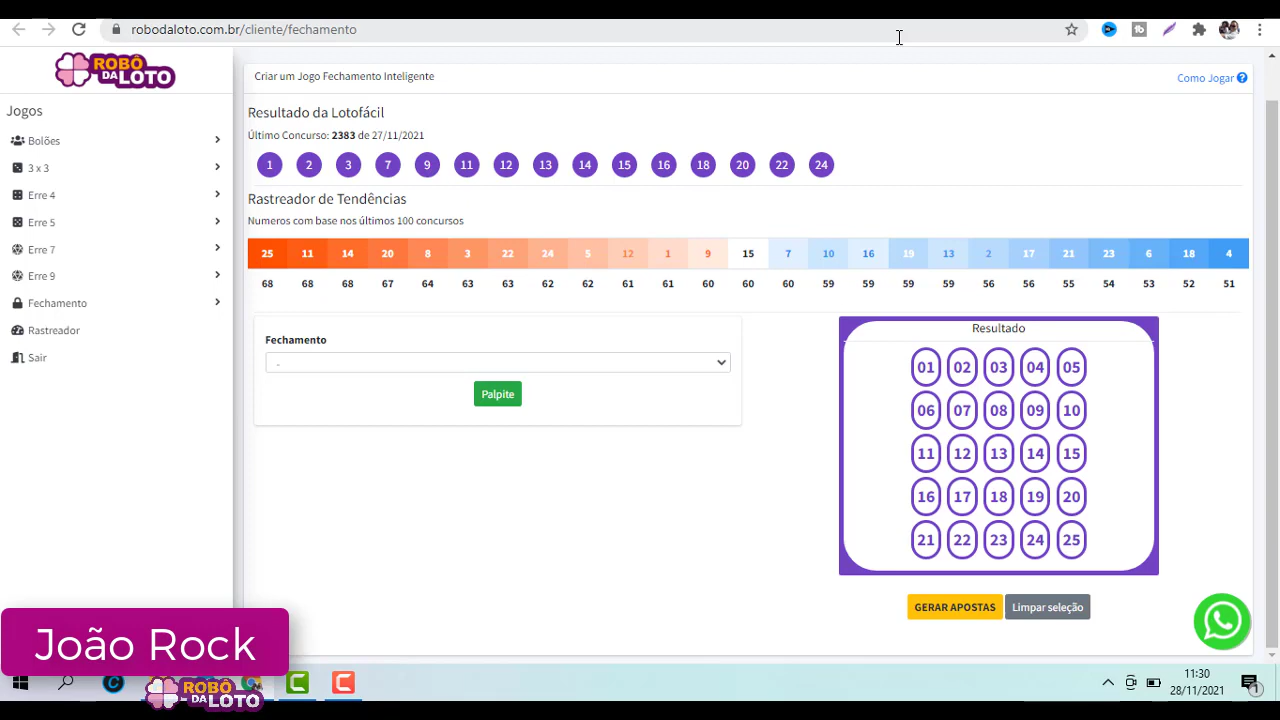 robodaloto.com.br/cliente/fechamento
ROBÔ
DA LOTO
Criar um Jogo Fechamento Inteligente
Como Jogar
Jogos
Bolões
3 x 3
Erre 4
Erre 5
Erre 7
Erre 9
Fechamento
Rastreador
Sair
Resultado da Lotofácil
Último Concurso: 2383 de 27/11/2021
1 2 3 7 9 11 12 13 14 15 16 18 20 22 24
Rastreador de Tendências
Numeros com base nos últimos 100 concursos
25 11 14 20 8 3 22 24 5 12 1 9 15 7 10 16 19 13 2 17 21 23 6 18 4
68 68 68 67 64 63 63 62 62 61 61 60 60 60 59 59 59 59 56 56 55 54 53 52 51
Fechamento
.
Palpite
Resultado
01 02 03 04 05
06 07 08 09 10
11 12 13 14 15
16 17 18 19 20
21 22 23 24 25
GERAR APOSTAS
Limpar seleção
João Rock
ROBÔ
DA LOTO
11:30
28/11/2021
1